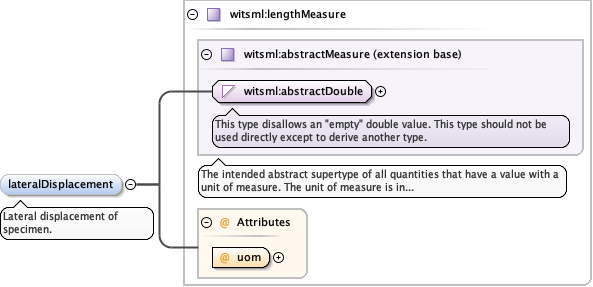 witsml:lengthMeasure
witsml:abstractMeasure (extension base)
witsml:abstractDouble
This type disallows an "empty" double value. This type should not be
used directly except to derive another type.
The intended abstract supertype of all quantities that have a value with a
unit of measure. The unit of measure is in...
lateralDisplacement
Lateral displacement of
specimen.
@ Attributes
@ uom